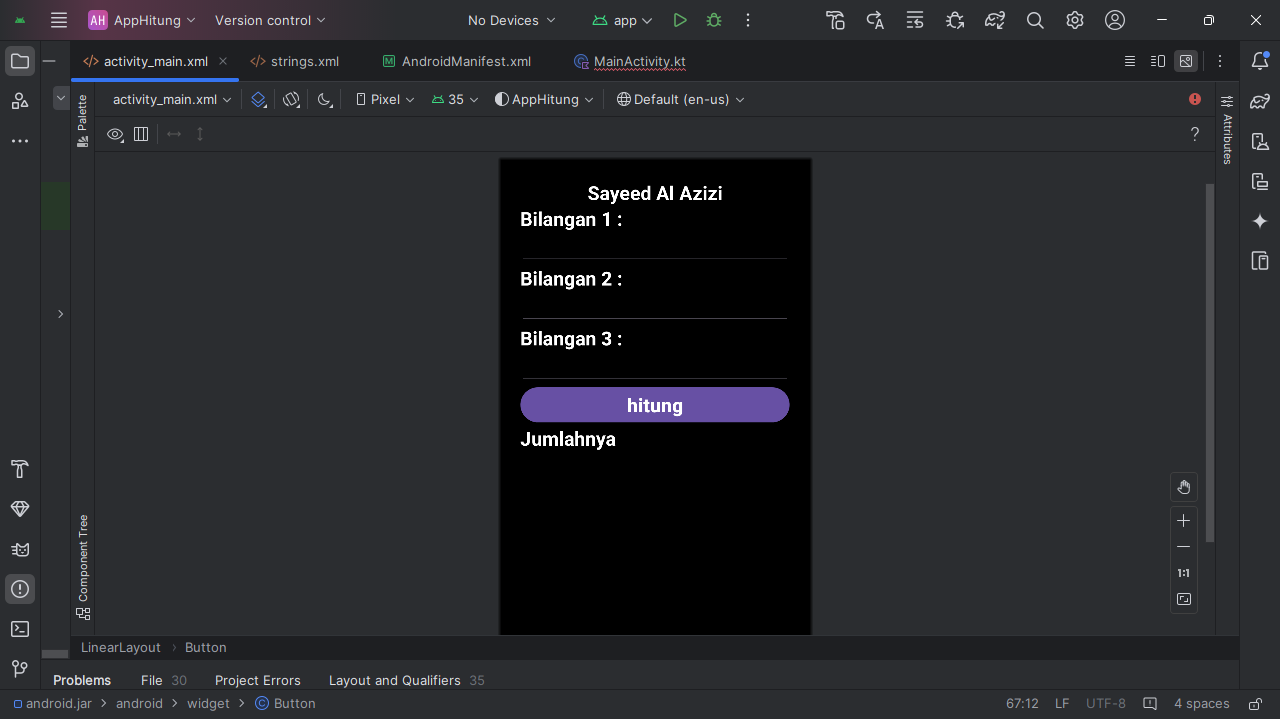 AH AppHitung Version control No Devices app
activity_main.xml strings.xml AndroidManifest.xml MainActivity.kt
activity_main.xml Pixel 35 AppHitung Default (en-us)
Palette
Attributes
?
Sayeed Al Azizi
Bilangan 1 :
Bilangan 2 :
Bilangan 3 :
hitung
Jumlahnya
1:1
Component Tree
LinearLayout › Button
Problems File 30 Project Errors Layout and Qualifiers 35
android.jar > android > widget > Button 67:12 LF UTF-8 4 spaces